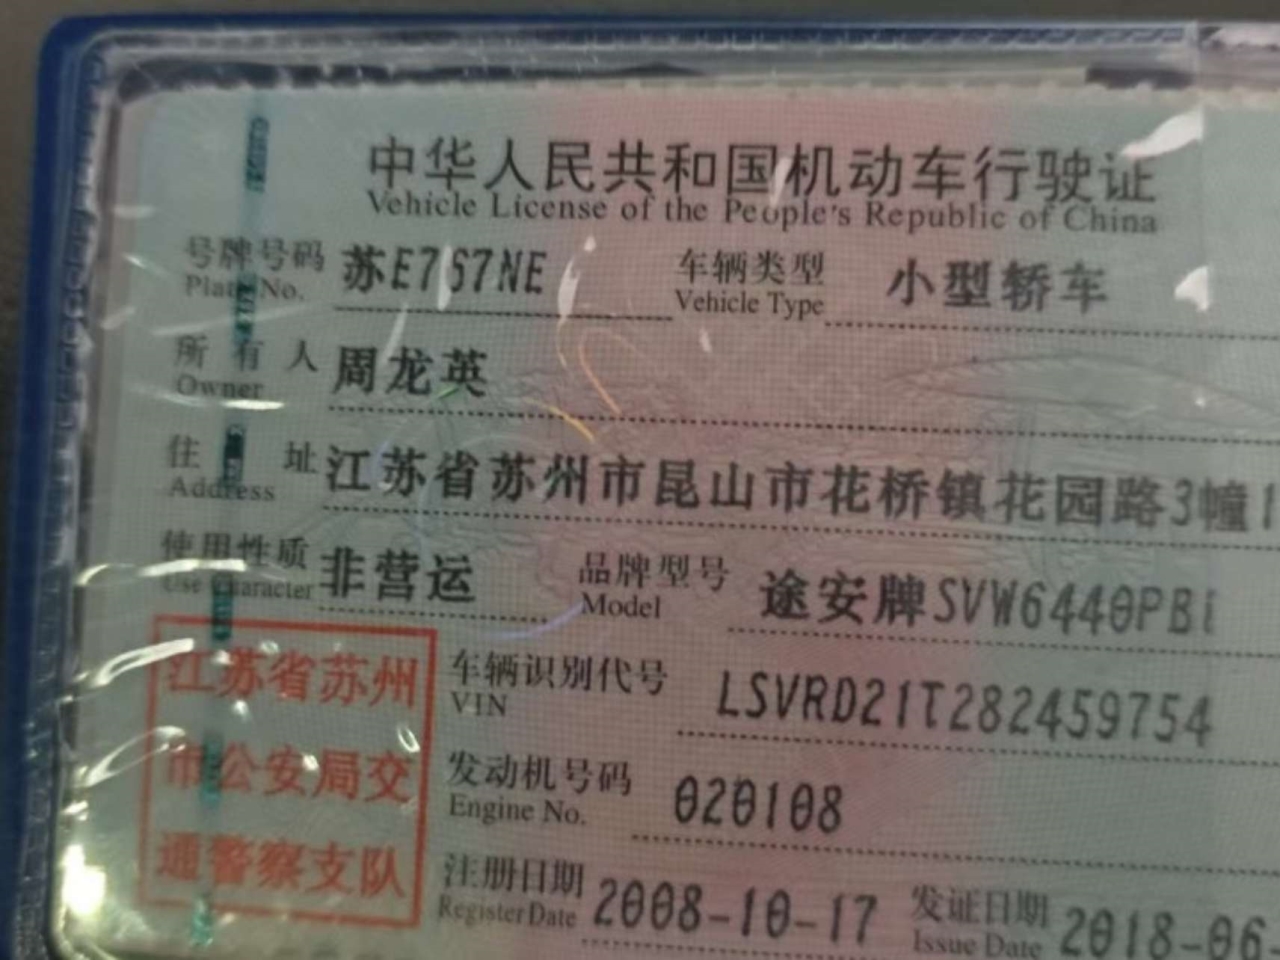 中华人民共和国机动车行驶证
Vehicle License of the People's Republic of China
号牌号码 苏E767NE 车辆类型 小型轿车
Plate No. Vehicle Type
所有人 周龙英
Owner
住址 江苏省苏州市昆山市花桥镇花园路3幢1
Address
使用性质 非营运 品牌型号 途安牌SVW6440PBi
Use Character Model
江苏省苏州
市公安局交
通警察支队
车辆识别代号 LSVRD21T282459754
VIN
发动机号码 020108
Engine No.
注册日期 2008-10-17 发证日期 2018-06-
Register Date Issue Date